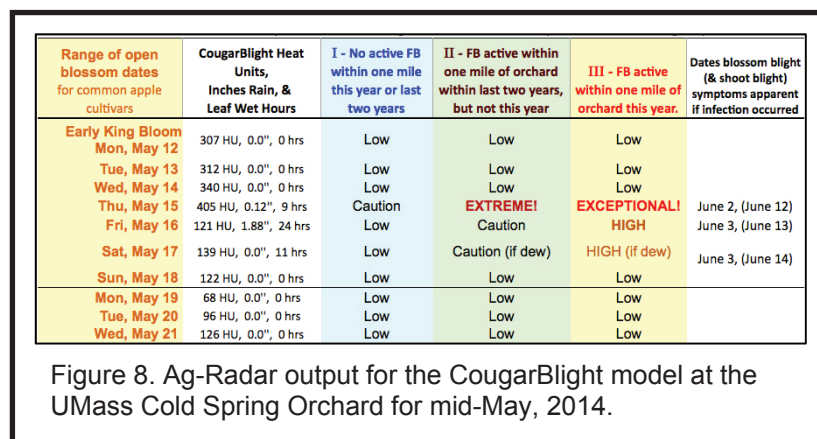 Range of open blossom dates for common apple cultivars | CougarBlight Heat Units, Inches Rain, & Leaf Wet Hours | I - No active FB within one mile this year or last two years | II - FB active within one mile of orchard within last two years, but not this year | III - FB active within one mile of orchard this year. | Dates blossom blight (& shoot blight) symptoms apparent if infection occurred
Early King Bloom
Mon, May 12 | 307 HU, 0.0", 0 hrs | Low | Low | Low
Tue, May 13 | 312 HU, 0.0", 0 hrs | Low | Low | Low
Wed, May 14 | 340 HU, 0.0", 0 hrs | Low | Low | Low
Thu, May 15 | 405 HU, 0.12", 9 hrs | Caution | EXTREME! | EXCEPTIONAL! | June 2, (June 12)
Fri, May 16 | 121 HU, 1.88", 24 hrs | Low | Caution | HIGH | June 3, (June 13)
Sat, May 17 | 139 HU, 0.0", 11 hrs | Low | Caution (if dew) | HIGH (if dew) | June 3, (June 14)
Sun, May 18 | 122 HU, 0.0", 0 hrs | Low | Low | Low
Mon, May 19 | 68 HU, 0.0", 0 hrs | Low | Low | Low
Tue, May 20 | 96 HU, 0.0", 0 hrs | Low | Low | Low
Wed, May 21 | 126 HU, 0.0", 0 hrs | Low | Low | Low
Figure 8. Ag-Radar output for the CougarBlight model at the
UMass Cold Spring Orchard for mid-May, 2014.